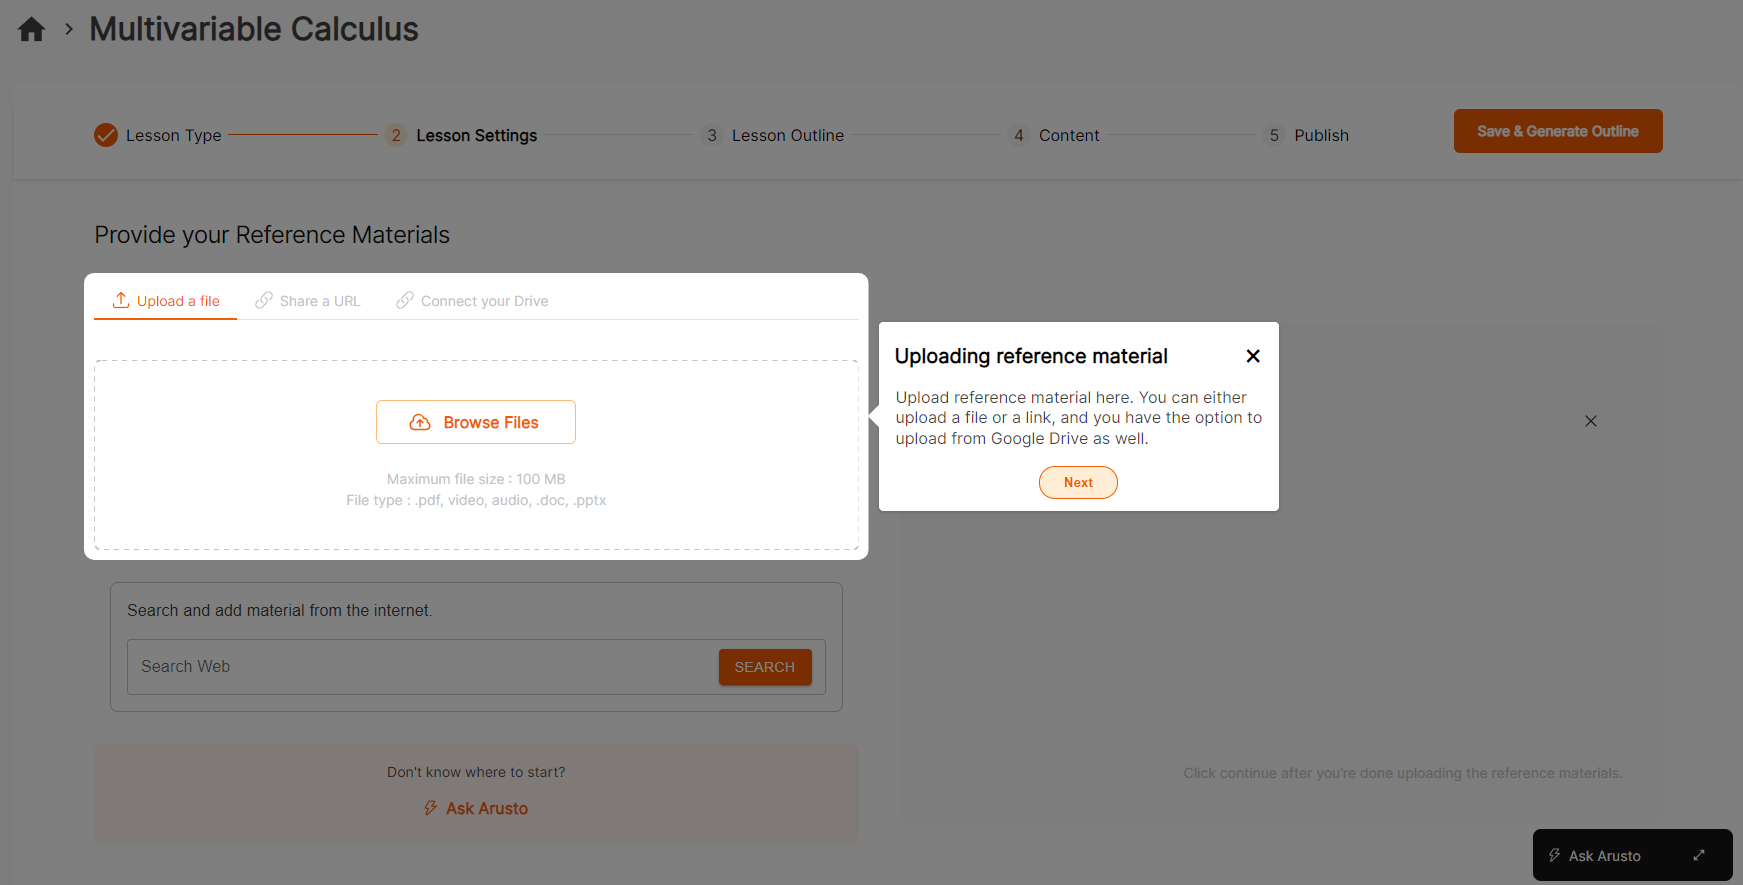 Multivariable Calculus
Lesson Type
2 Lesson Settings
3 Lesson Outline
4 Content
5 Publish
Save & Generate Outline
Provide your Reference Materials
Upload a file
Share a URL
Connect your Drive
Browse Files
Maximum file size : 100 MB
File type : .pdf, video, audio, .doc, .pptx
Uploading reference material
Upload reference material here. You can either
upload a file or a link, and you have the option to
upload from Google Drive as well.
Next
Search and add material from the internet.
Search Web
SEARCH
Don't know where to start?
Ask Arusto
Click continue after you're done uploading the reference materials.
Ask Arusto